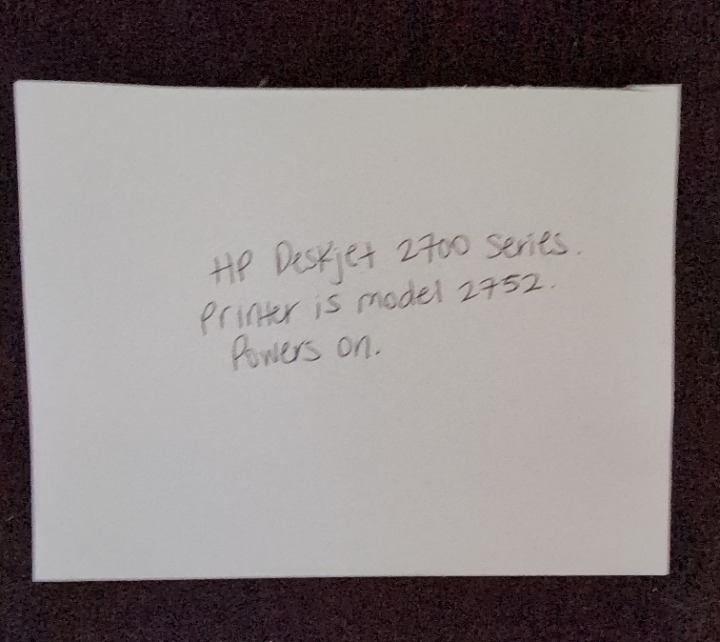 HP Deskjet 2700 series.
Printer is model 2752.
Powers on.